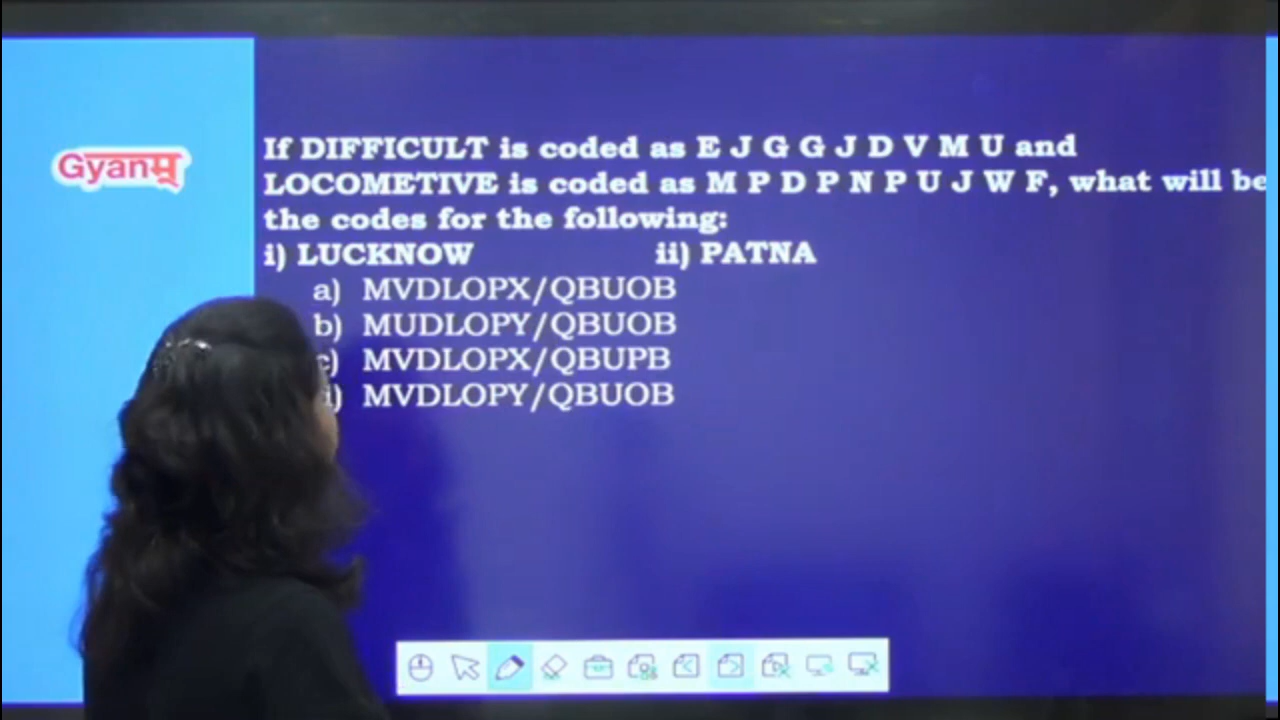 Gyanम्
If DIFFICULT is coded as E J G G J D V M U and
LOCOMETIVE is coded as M P D P N P U J W F, what will be
the codes for the following:
i) LUCKNOW ii) PATNA
a) MVDLOPX/QBUOB
b) MUDLOPY/QBUOB
c) MVDLOPX/QBUPB
) MVDLOPY/QBUOB